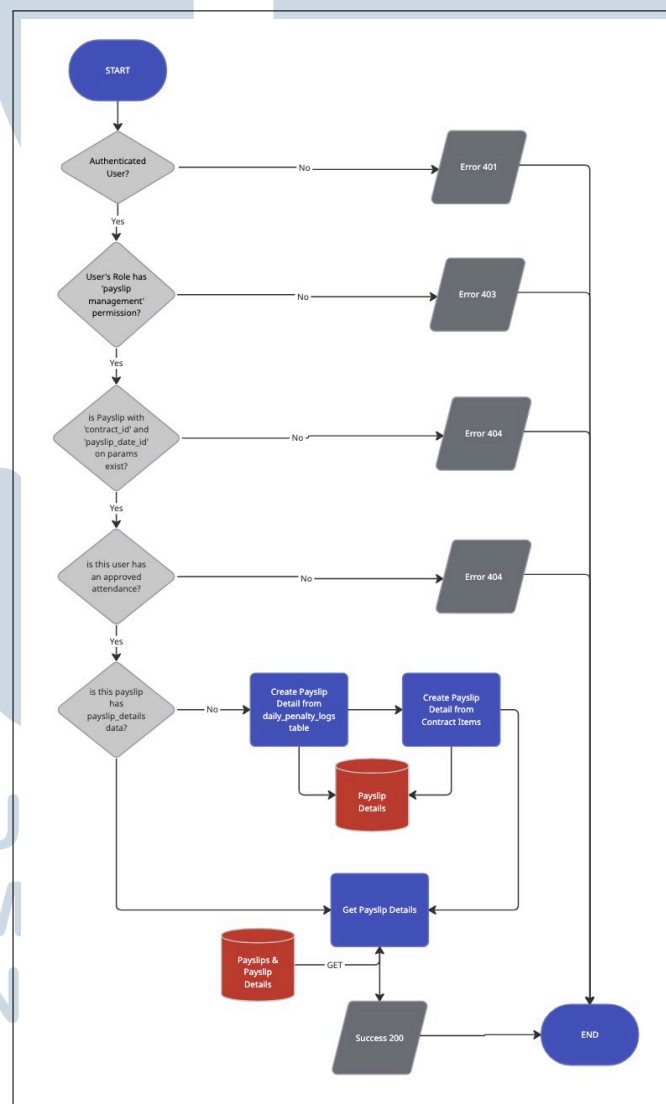 START
Authenticated
User?
No
Error 401
Yes
User's Role has
'payslip
management'
permission?
No
Error 403
Yes
is Payslip with
'contract_id' and
'payslip_date_id'
on params
exist?
No
Error 404
Yes
is this user has
an approved
attendance?
No
Error 404
Yes
is this payslip
has
payslip_details
data?
No
Create Payslip
Detail from
daily_penalty_logs
table
Create Payslip
Detail from
Contract Items
Payslip
Details
Get Payslip Details
Payslips &
Payslip
Details
GET
Success 200
END